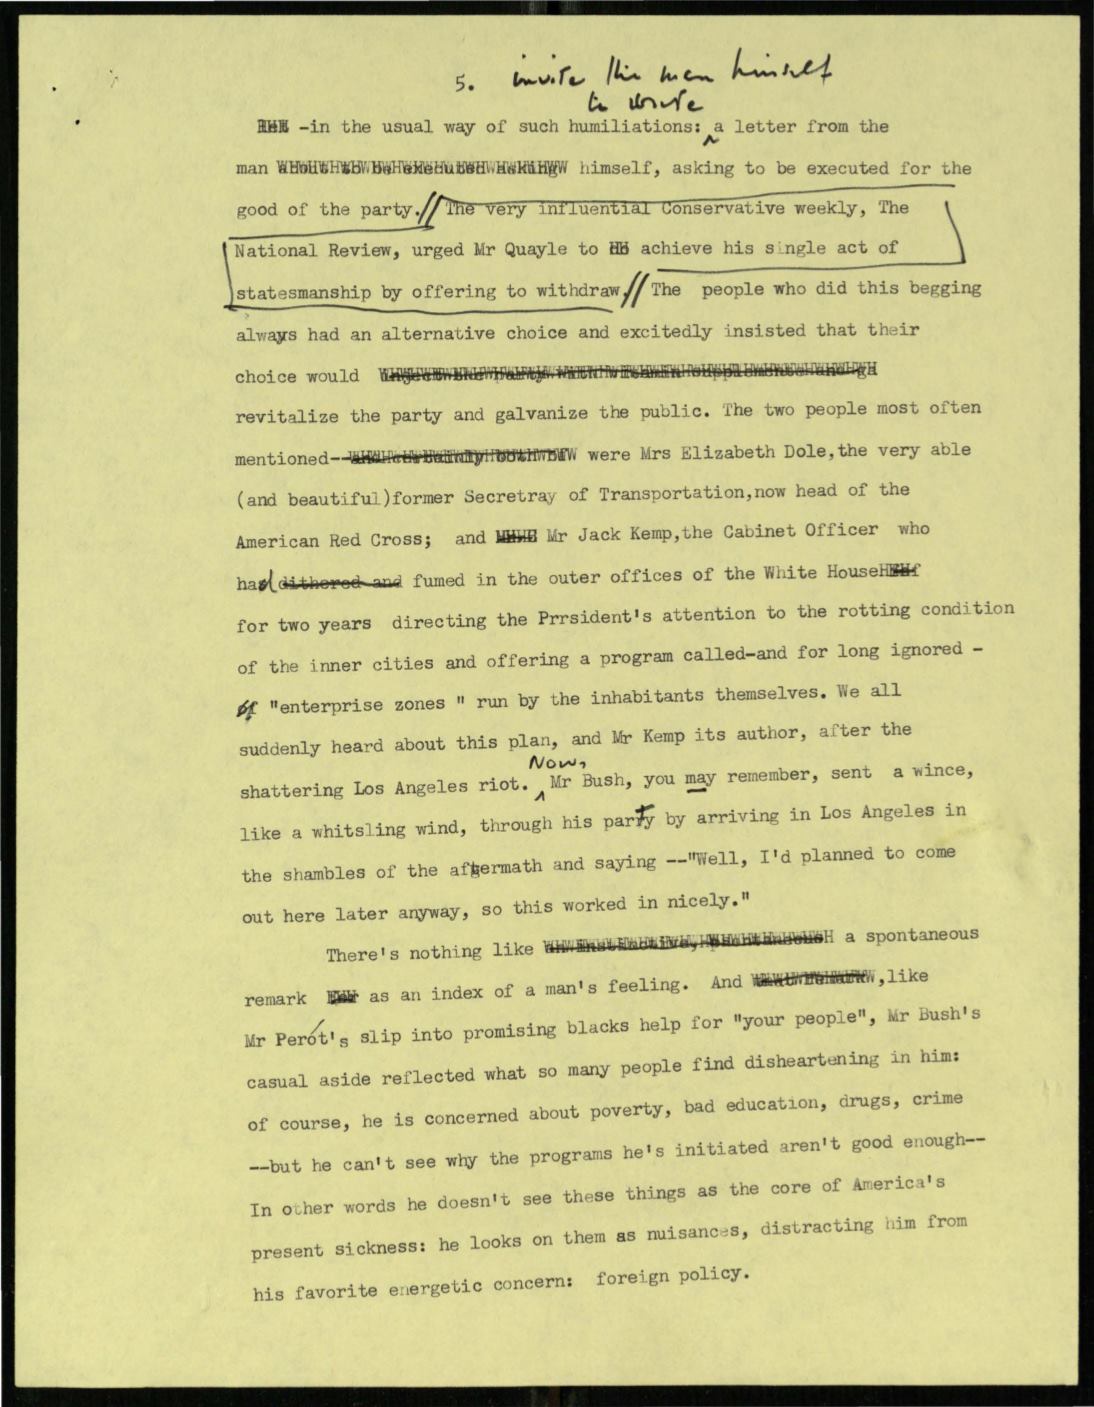 5. invite the man himself
to write
-in the usual way of such humiliations: a letter from the
man himself, asking to be executed for the
good of the party.// The very influential Conservative weekly, The
National Review, urged Mr Quayle to achieve his single act of
statesmanship by offering to withdraw.// The people who did this begging
always had an alternative choice and excitedly insisted that their
choice would
revitalize the party and galvanize the public. The two people most often
mentioned-- were Mrs Elizabeth Dole,the very able
(and beautiful)former Secretray of Transportation,now head of the
American Red Cross; and Mr Jack Kemp,the Cabinet Officer who
had dithered and fumed in the outer offices of the White House
for two years directing the Prrsident's attention to the rotting condition
of the inner cities and offering a program called-and for long ignored -
of "enterprise zones " run by the inhabitants themselves. We all
suddenly heard about this plan, and Mr Kemp its author, after the
Now,
shattering Los Angeles riot. Mr Bush, you may remember, sent a wince,
like a whitsling wind, through his party by arriving in Los Angeles in
the shambles of the aftermath and saying --"Well, I'd planned to come
out here later anyway, so this worked in nicely."
There's nothing like a spontaneous
remark as an index of a man's feeling. And ,like
Mr Perot's slip into promising blacks help for "your people", Mr Bush's
casual aside reflected what so many people find disheartening in him:
of course, he is concerned about poverty, bad education, drugs, crime
--but he can't see why the programs he's initiated aren't good enough--
In other words he doesn't see these things as the core of America's
present sickness: he looks on them as nuisances, distracting him from
his favorite energetic concern: foreign policy.